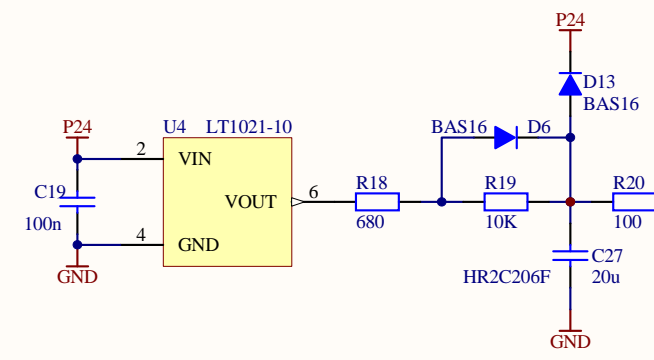 P24
D13
BAS16
P24
U4 LT1021-10
BAS16 D6
2
VIN
C19
100n
VOUT
6
R18
680
R19
10K
R20
100
4
GND
GND
C27
HR2C206F
20u
GND